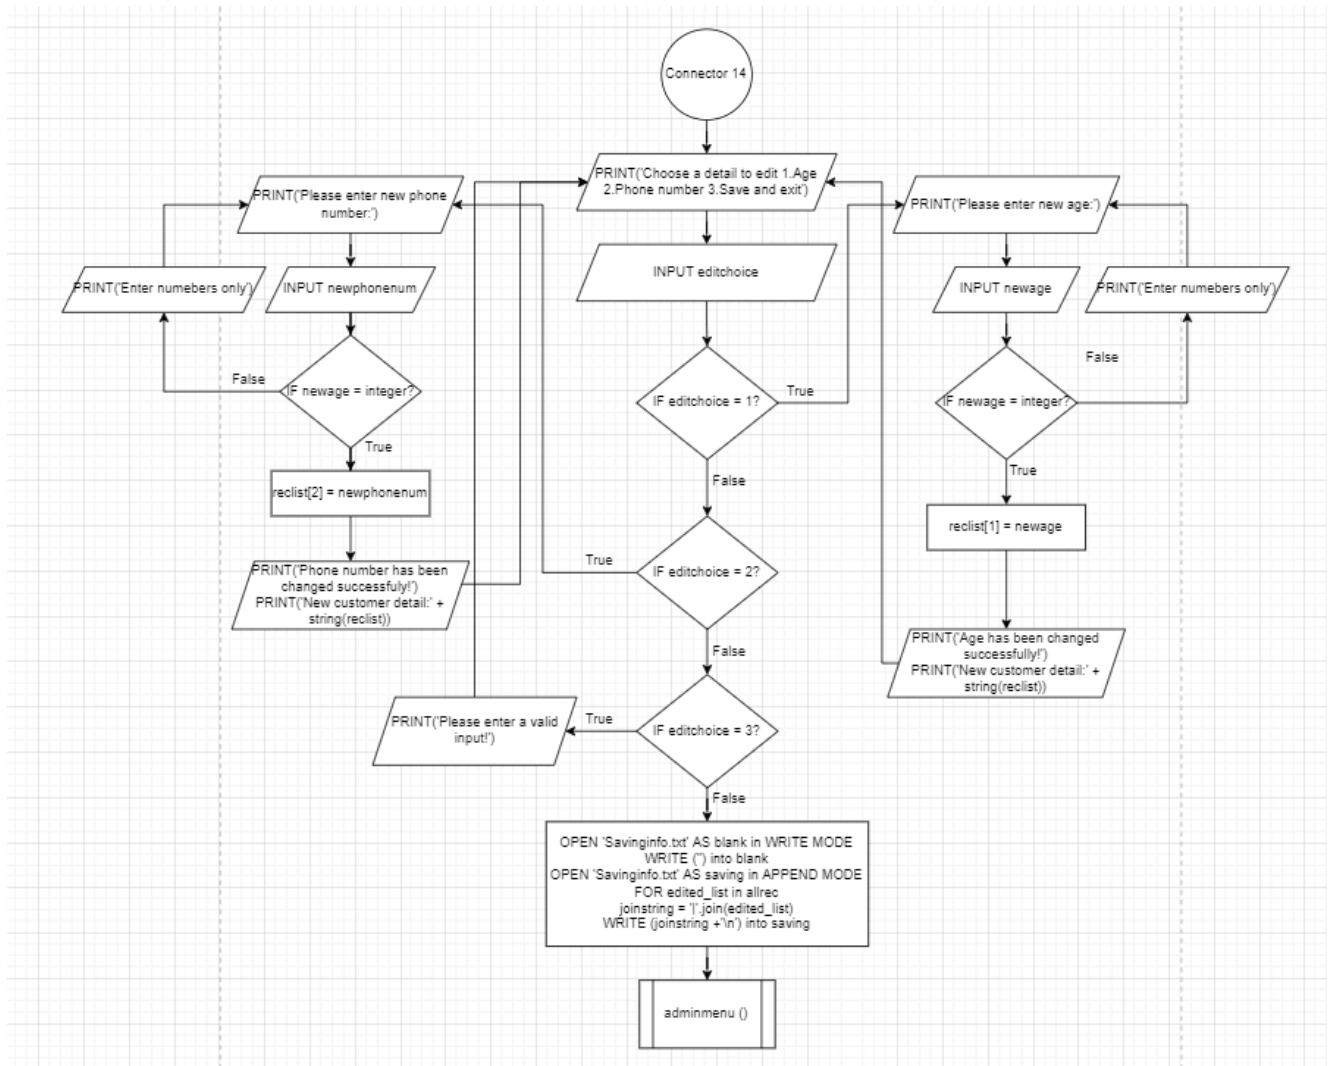 Connector 14
PRINT('Choose a detail to edit 1.Age
2.Phone number 3.Save and exit')
INPUT editchoice
IF editchoice = 1?
True
False
PRINT('Please enter new age:')
INPUT newage
PRINT('Enter numebers only')
False
IF newage = integer?
True
reclist[1] = newage
PRINT('Age has been changed
successfully!')
PRINT('New customer detail:' +
string(reclist))
IF editchoice = 2?
True
False
PRINT('Please enter new phone
number:')
INPUT newphonenum
PRINT('Enter numebers only')
False
IF newage = integer?
True
reclist[2] = newphonenum
PRINT('Phone number has been
changed successfuly!')
PRINT('New customer detail:' +
string(reclist))
IF editchoice = 3?
True
PRINT('Please enter a valid
input!')
False
OPEN 'Savinginfo.txt' AS blank in WRITE MODE
WRITE ('') into blank
OPEN 'Savinginfo.txt' AS saving in APPEND MODE
FOR edited_list in allrec
joinstring = '|'.join(edited_list)
WRITE (joinstring +'\n') into saving
adminmenu ()